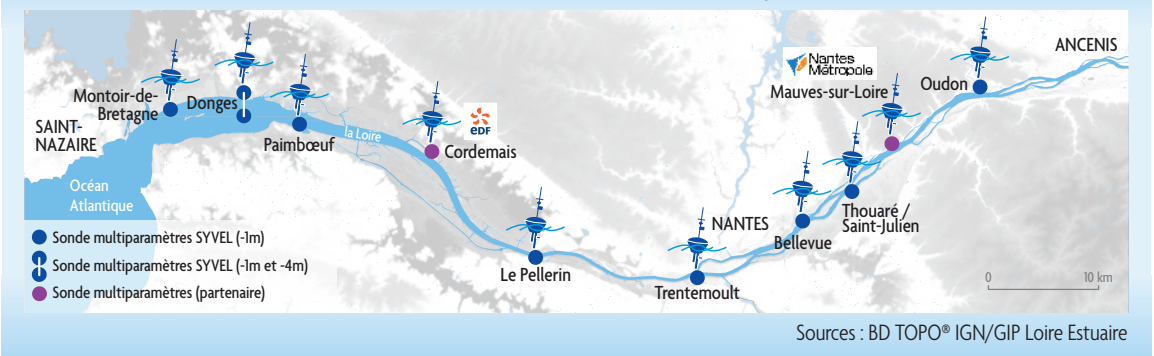 Nantes
Métropole
ANCENIS
Mauves-sur-Loire
Oudon
Montoir-de-
Bretagne
Donges
SAINT-
NAIZAIRE
Paimbœuf
la Loire
eDF
Cordemais
Océan
Atlantique
Thouaré /
Saint-Julien
NANTES
Bellevue
Le Pellerin
Trentemoult
Sonde multiparamètres SYVEL (-1m)
Sonde multiparamètres SYVEL (-1m et -4m)
Sonde multiparamètres (partenaire)
0 10 km
Sources : BD TOPO® IGN/GIP Loire Estuaire